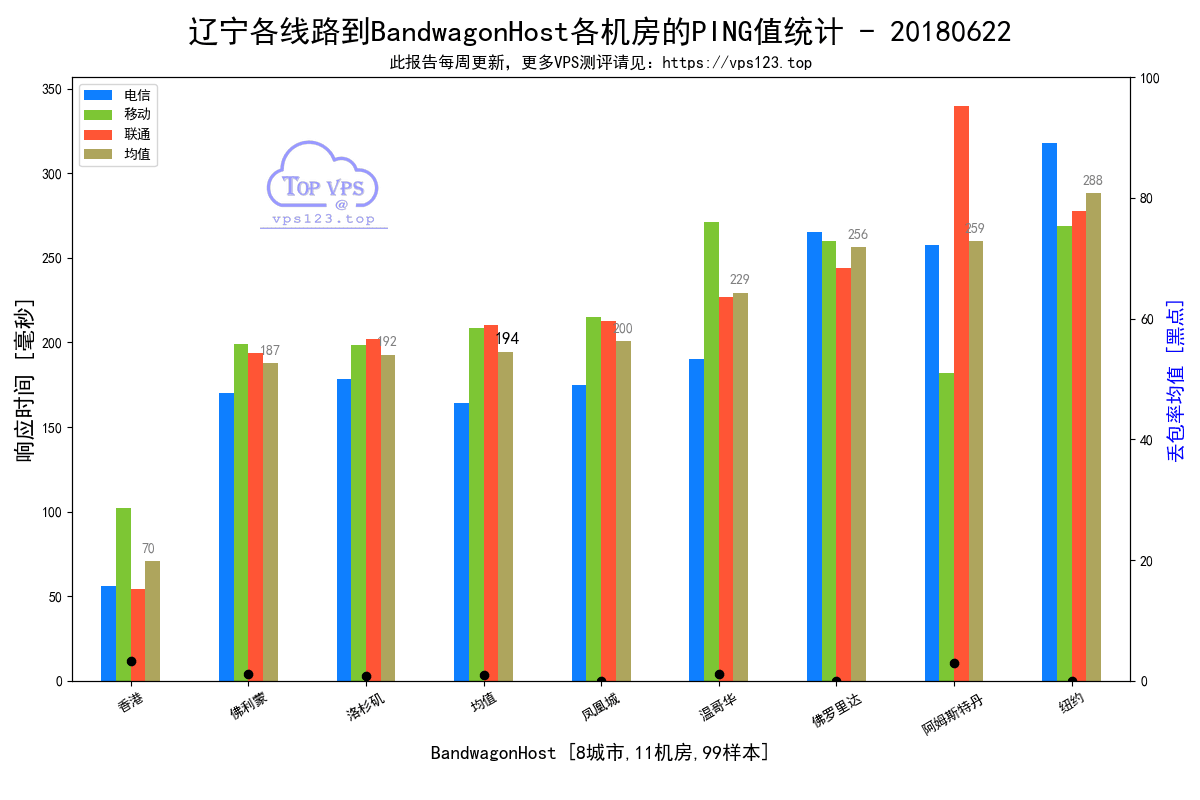 辽宁各线路到BandwagonHost各机房的PING值统计 - 20180622
此报告每周更新，更多VPS测评请见：https://vps123.top
电信
移动
联通
均值
TOP VPS
@
vps123.top
响应时间 [毫秒]
350
300
250
200
150
100
50
0
100
80
60
40
20
0
丢包率均值 [黑点]
70
187
192
194
200
229
256
259
288
香港
佛利蒙
洛杉矶
均值
凤凰城
温哥华
佛罗里达
阿姆斯特丹
纽约
BandwagonHost [8城市,11机房,99样本]